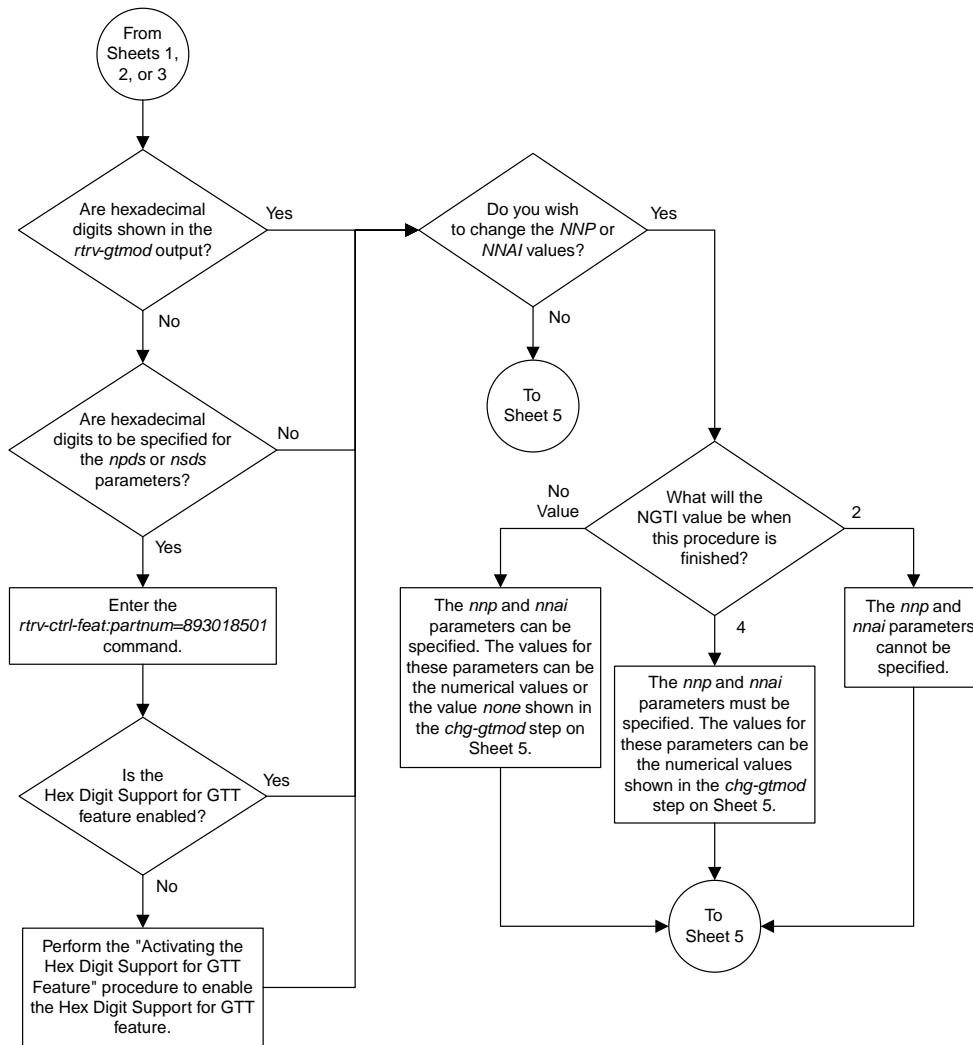 From
Sheets 1,
2, or 3
Are hexadecimal
digits shown in the
rtrv-gtmod output?
Yes
No
Are hexadecimal
digits to be specified for
the npds or nsds
parameters?
No
Yes
Enter the
rtrv-ctrl-feat:partnum=893018501
command.
Is the
Hex Digit Support for GTT
feature enabled?
Yes
No
Perform the "Activating the
Hex Digit Support for GTT
Feature" procedure to enable
the Hex Digit Support for GTT
feature.
Do you wish
to change the NNP or
NNAI values?
Yes
No
To
Sheet 5
What will the
NGTI value be when
this procedure is
finished?
No
Value
2
4
The nnp and nnai
parameters can be
specified. The values for
these parameters can be
the numerical values or
the value none shown in
the chg-gtmod step on
Sheet 5.
The nnp and nnai
parameters must be
specified. The values for
these parameters can be
the numerical values
shown in the chg-gtmod
step on Sheet 5.
The nnp and
nnai parameters
cannot be
specified.
To
Sheet 5